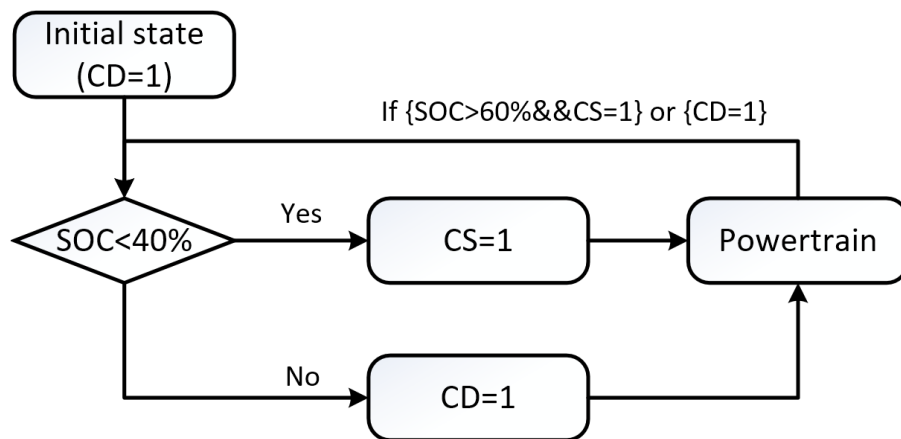 Initial state
(CD=1)
If {SOC>60%&&CS=1} or {CD=1}
Yes
SOC<40%
CS=1
Powertrain
No
CD=1